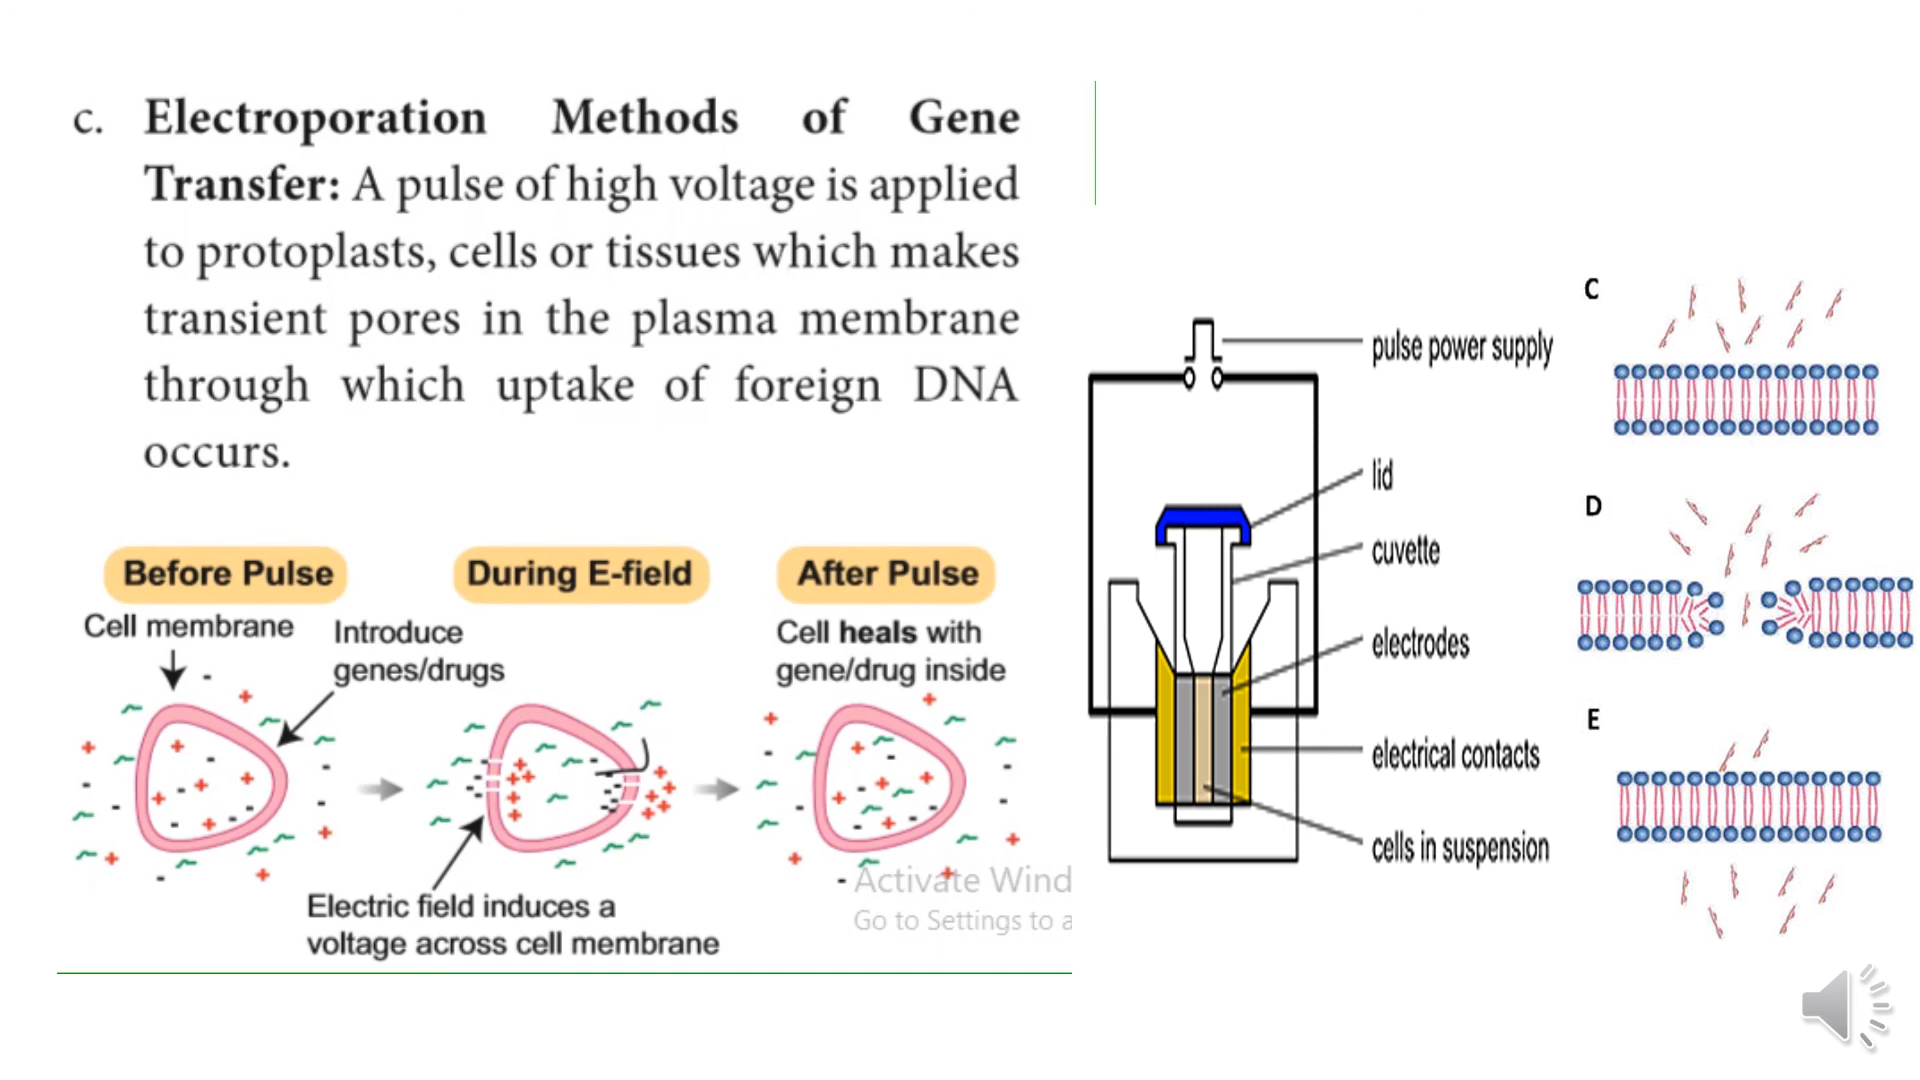 c. Electroporation Methods of Gene
Transfer: A pulse of high voltage is applied
to protoplasts, cells or tissues which makes
transient pores in the plasma membrane
through which uptake of foreign DNA
occurs.
Before Pulse
During E-field
After Pulse
Cell membrane
Introduce
genes/drugs
Cell heals with
gene/drug inside
Electric field induces a
voltage across cell membrane
Activate Wind
Go to Settings to a
pulse power supply
lid
cuvette
electrodes
electrical contacts
cells in suspension
C
D
E